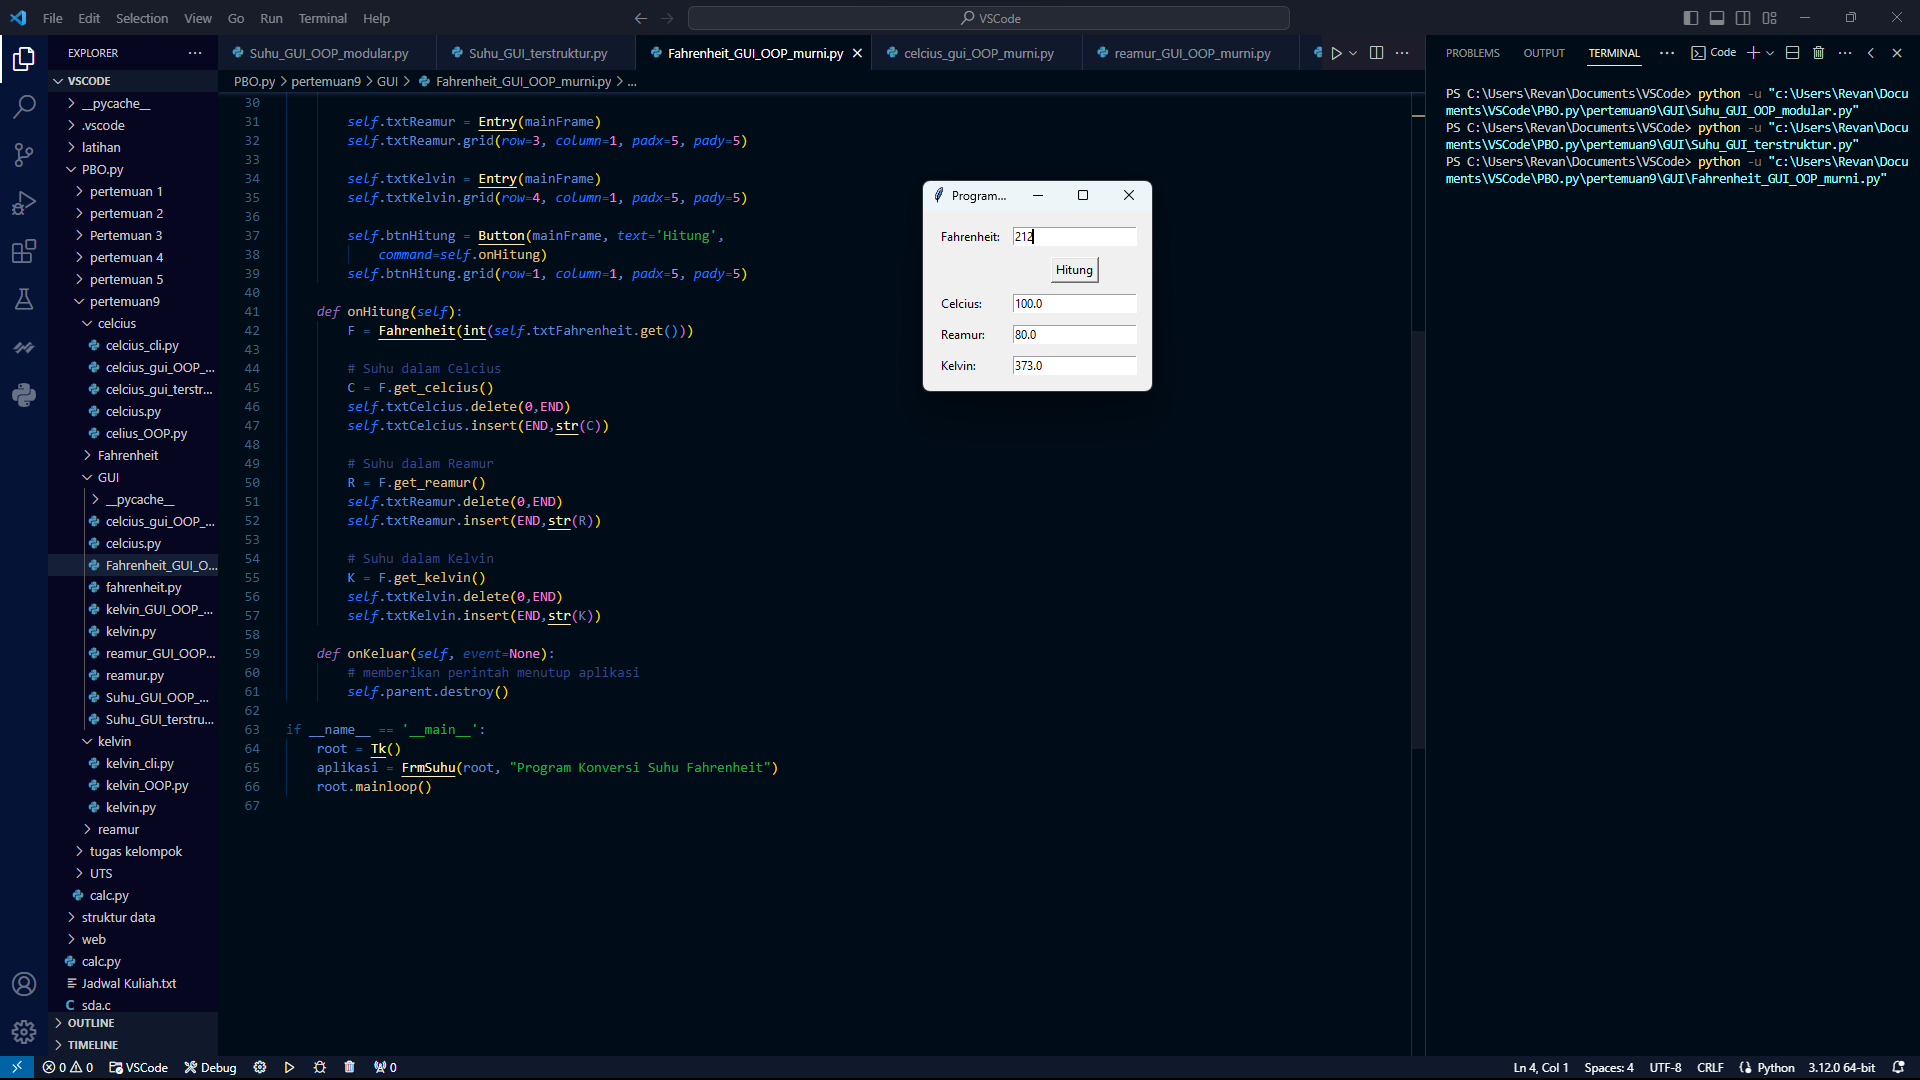 File Edit Selection View Go Run Terminal Help
VSCode
EXPLORER
VSCODE
__pycache__
.vscode
latihan
PBO.py
pertemuan 1
pertemuan 2
Pertemuan 3
pertemuan 4
pertemuan 5
pertemuan9
celcius
celcius_cli.py
celcius_gui_OOP_...
celcius_gui_terstr...
celcius.py
celius_OOP.py
Fahrenheit
GUI
__pycache__
celcius_gui_OOP_...
celcius.py
Fahrenheit_GUI_O...
fahrenheit.py
kelvin_GUI_OOP_...
kelvin.py
reamur_GUI_OOP...
reamur.py
Suhu_GUI_OOP_...
Suhu_GUI_terstru...
kelvin
kelvin_cli.py
kelvin_OOP.py
kelvin.py
reamur
tugas kelompok
UTS
calc.py
struktur data
web
calc.py
Jadwal Kuliah.txt
C sda.c
OUTLINE
TIMELINE
Suhu_GUI_OOP_modular.py Suhu_GUI_terstruktur.py Fahrenheit_GUI_OOP_murni.py celcius_gui_OOP_murni.py reamur_GUI_OOP_murni.py
PBO.py > pertemuan9 > GUI > Fahrenheit_GUI_OOP_murni.py > ...
30
31 self.txtReamur = Entry(mainFrame)
32 self.txtReamur.grid(row=3, column=1, padx=5, pady=5)
33
34 self.txtKelvin = Entry(mainFrame)
35 self.txtKelvin.grid(row=4, column=1, padx=5, pady=5)
36
37 self.btnHitung = Button(mainFrame, text='Hitung',
38 command=self.onHitung)
39 self.btnHitung.grid(row=1, column=1, padx=5, pady=5)
40
41 def onHitung(self):
42 F = Fahrenheit(int(self.txtFahrenheit.get()))
43
44 # Suhu dalam Celcius
45 C = F.get_celcius()
46 self.txtCelcius.delete(0,END)
47 self.txtCelcius.insert(END,str(C))
48
49 # Suhu dalam Reamur
50 R = F.get_reamur()
51 self.txtReamur.delete(0,END)
52 self.txtReamur.insert(END,str(R))
53
54 # Suhu dalam Kelvin
55 K = F.get_kelvin()
56 self.txtKelvin.delete(0,END)
57 self.txtKelvin.insert(END,str(K))
58
59 def onKeluar(self, event=None):
60 # memberikan perintah menutup aplikasi
61 self.parent.destroy()
62
63 if __name__ == '__main__':
64 root = Tk()
65 aplikasi = FrmSuhu(root, "Program Konversi Suhu Fahrenheit")
66 root.mainloop()
67
Program...
Fahrenheit: 212
Hitung
Celcius: 100.0
Reamur: 80.0
Kelvin: 373.0
PROBLEMS OUTPUT TERMINAL ... Code
PS C:\Users\Revan\Documents\VSCode> python -u "c:\Users\Revan\Docu
ments\VSCode\PBO.py\pertemuan9\GUI\Suhu_GUI_OOP_modular.py"
PS C:\Users\Revan\Documents\VSCode> python -u "c:\Users\Revan\Docu
ments\VSCode\PBO.py\pertemuan9\GUI\Suhu_GUI_terstruktur.py"
PS C:\Users\Revan\Documents\VSCode> python -u "c:\Users\Revan\Docu
ments\VSCode\PBO.py\pertemuan9\GUI\Fahrenheit_GUI_OOP_murni.py"
0 0 VSCode Debug 0 Ln 4, Col 1 Spaces: 4 UTF-8 CRLF Python 3.12.0 64-bit